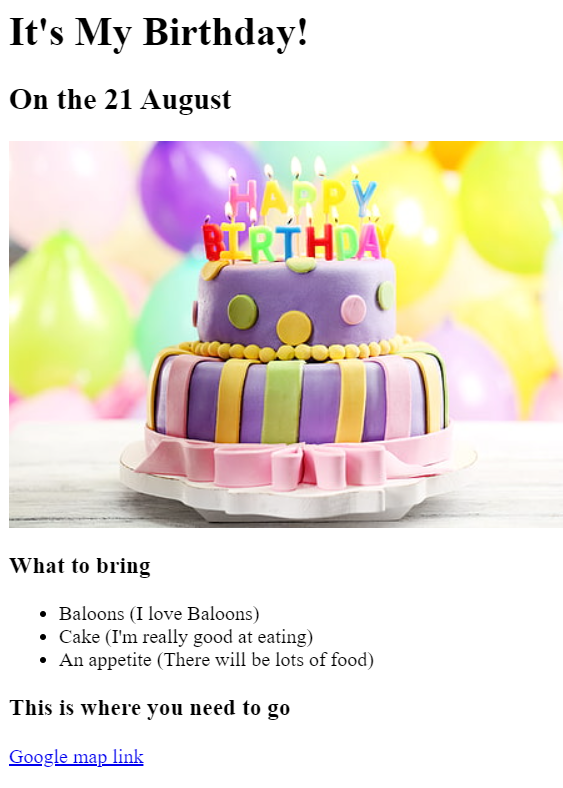 It's My Birthday!
On the 21 August
HAPPY
BIRTHDAY
What to bring
Baloons (I love Baloons)
Cake (I'm really good at eating)
An appetite (There will be lots of food)
This is where you need to go
Google map link